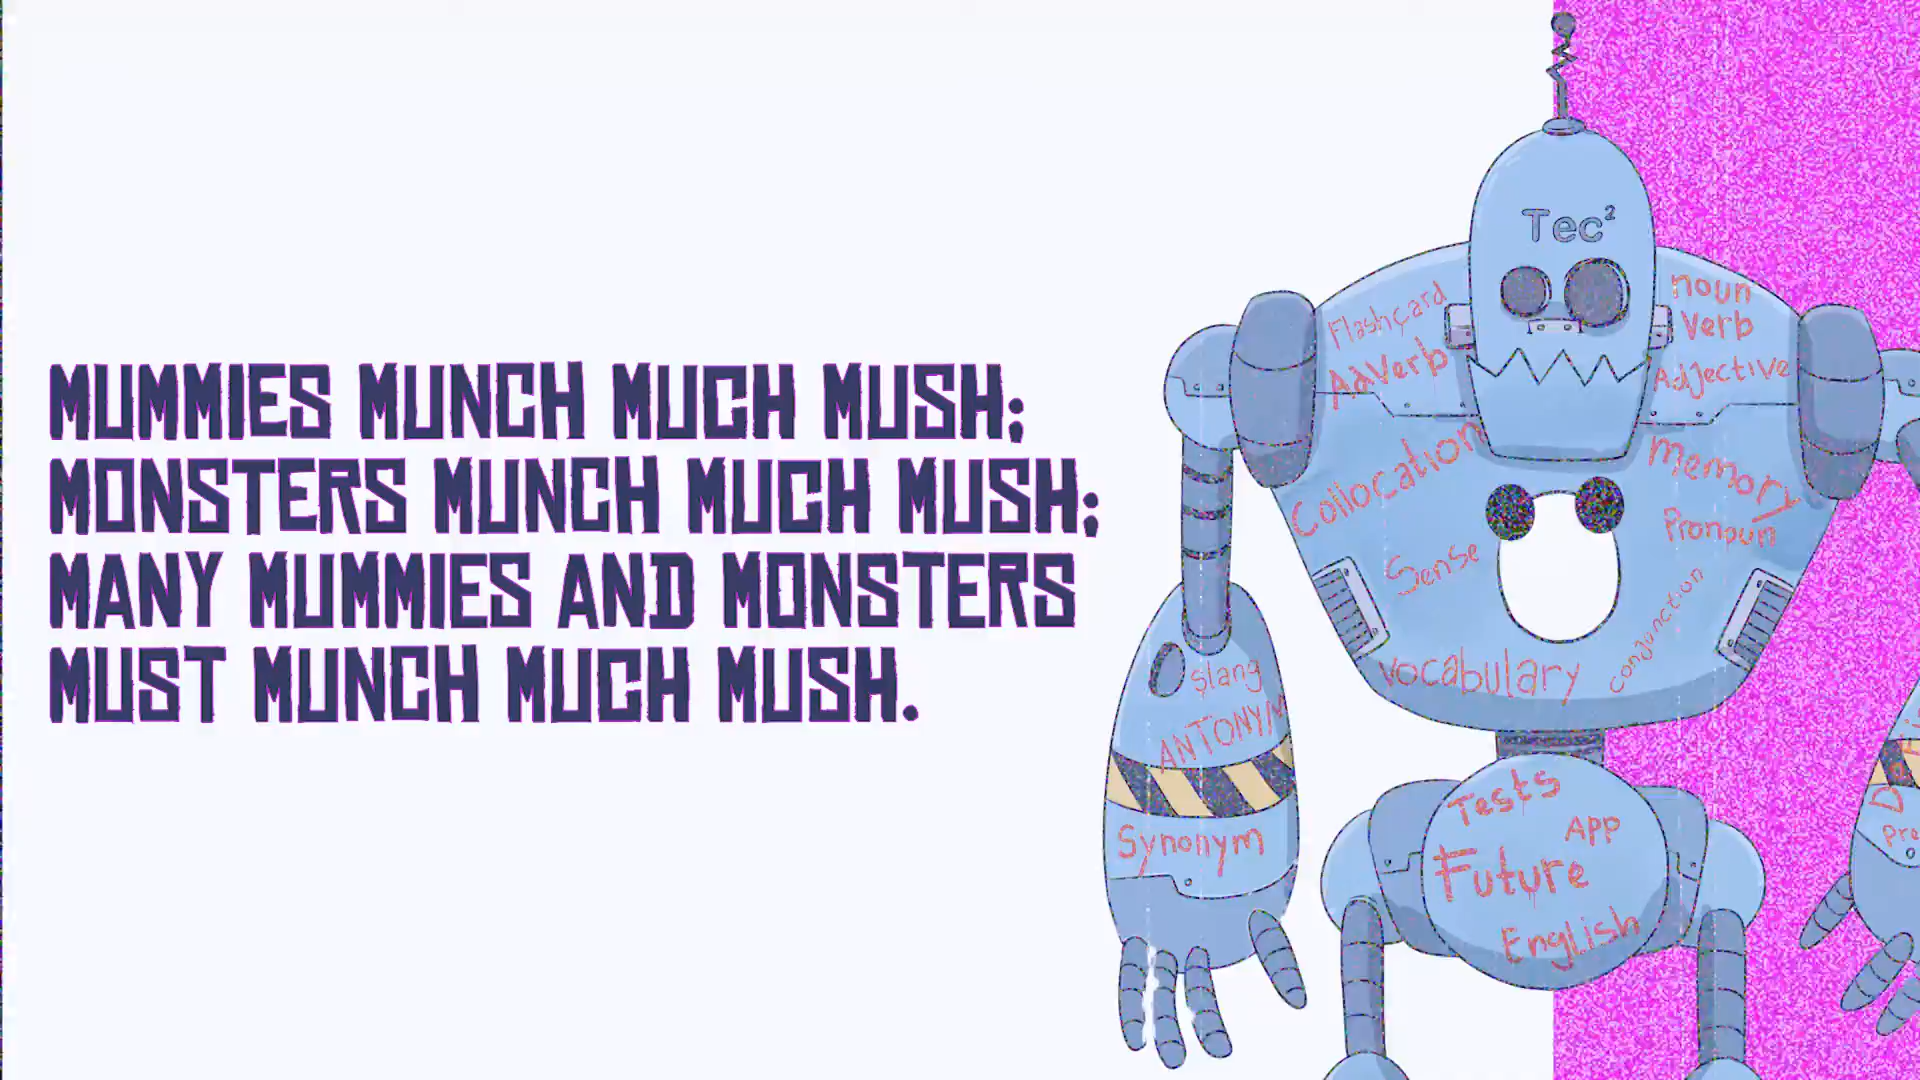 MUMMIES MUNCH MUCH MUSH;
MONSTERS MUNCH MUCH MUSH;
MANY MUMMIES AND MONSTERS
MUST MUNCH MUCH MUSH.
Tec²
Flashcard
AdVerb
noun
Verb
Adjective
Collocation
memory
Pronoun
Sense
conjunction
vocabulary
Slang
ANTONYM
Synonym
Tests
APP
Future
English